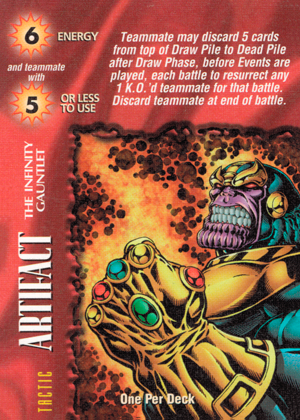 6 ENERGY
and teammate
with
5 OR LESS
TO USE
Teammate may discard 5 cards
from top of Draw Pile to Dead Pile
after Draw Phase, before Events are
played, each battle to resurrect any
1 K.O.'d teammate for that battle.
Discard teammate at end of battle.
TACTIC
ARTIFACT
THE INFINITY
GAUNTLET
One Per Deck